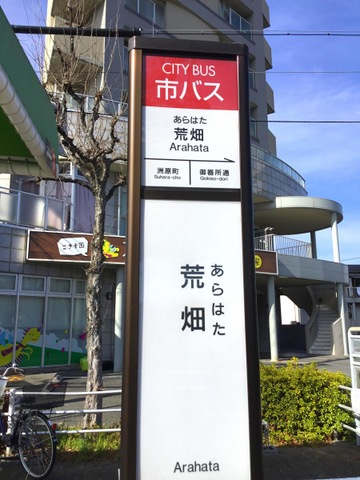 CITY BUS
市バス
あらはた
荒畑
Arahata
洲原町 御器所通
Suhara-cho Gokiso-dori
あらはた
荒畑
Arahata